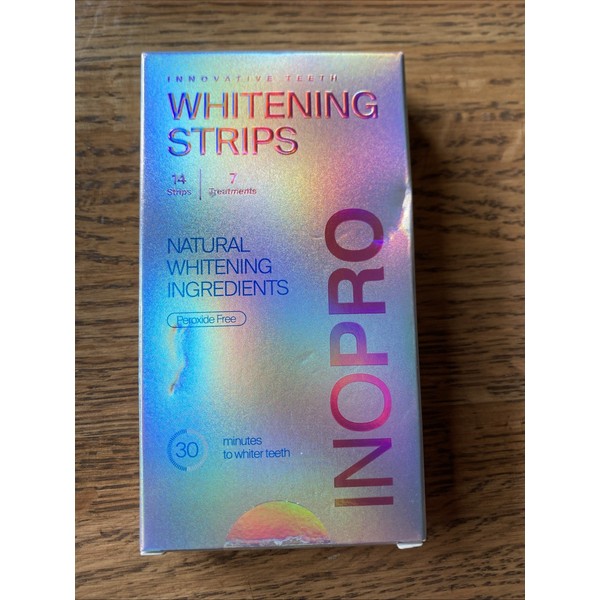 INNOVATIVE TEETH
WHITENING
STRIPS
14
Strips
7
Treatments
NATURAL
WHITENING
INGREDIENTS
Peroxide Free
30
minutes
to whiter teeth
INOPRO